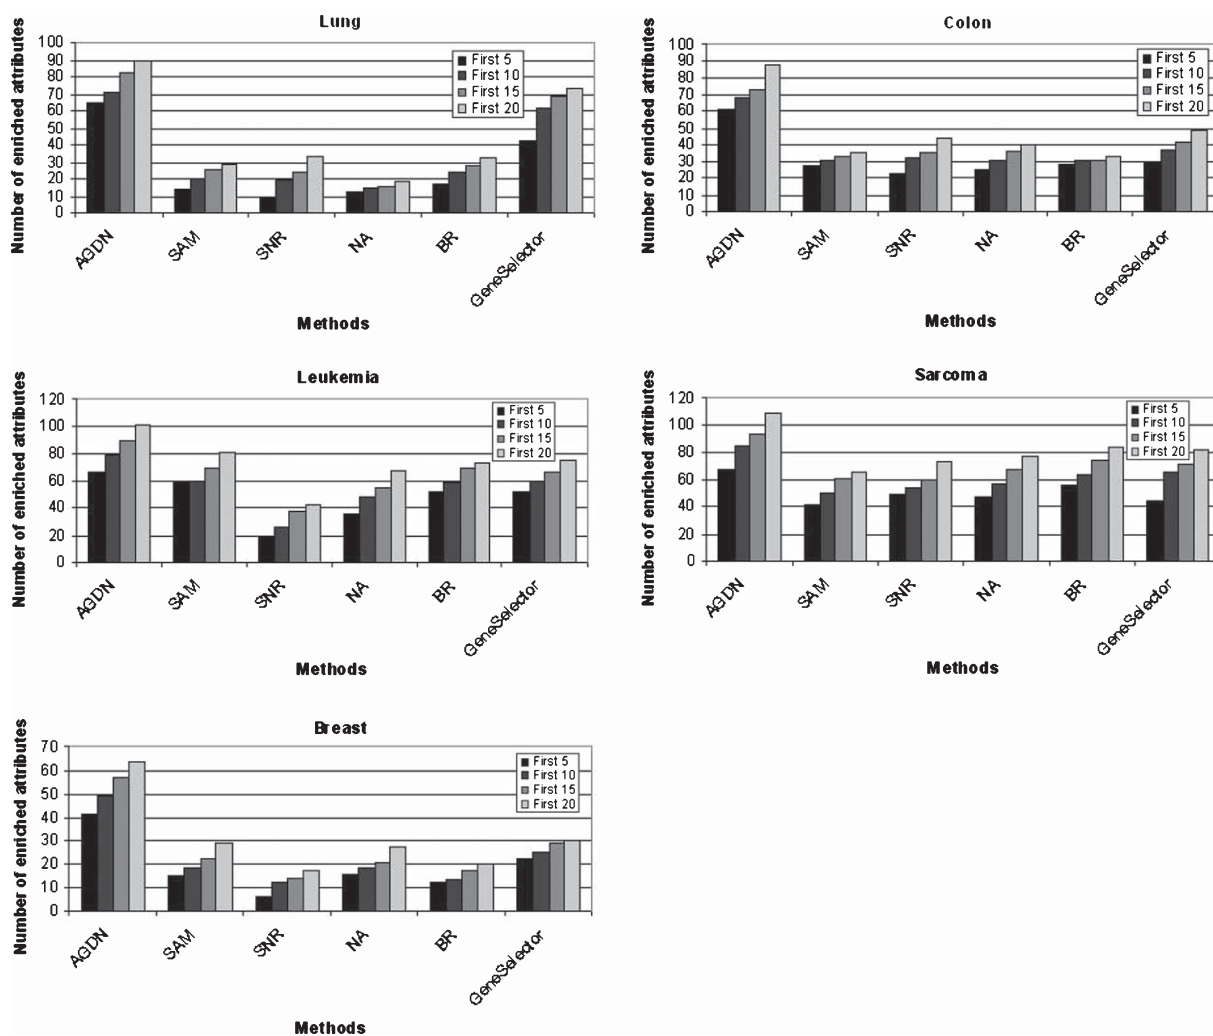 Lung
Number of enriched attributes
100
90
80
70
60
50
40
30
20
10
0
First 5
First 10
First 15
First 20
AGDN
SAM
SNR
NA
BR
GeneSelector
Methods
Colon
Number of enriched attributes
100
90
80
70
60
50
40
30
20
10
0
First 5
First 10
First 15
First 20
AGDN
SAM
SNR
NA
BR
GeneSelector
Methods
Leukemia
Number of enriched attributes
120
100
80
60
40
20
0
First 5
First 10
First 15
First 20
AGDN
SAM
SNR
NA
BR
GeneSelector
Methods
Sarcoma
Number of enriched attributes
120
100
80
60
40
20
0
First 5
First 10
First 15
First 20
AGDN
SAM
SNR
NA
BR
GeneSelector
Methods
Breast
Number of enriched attributes
70
60
50
40
30
20
10
0
First 5
First 10
First 15
First 20
AGDN
SAM
SNR
NA
BR
GeneSelector
Methods